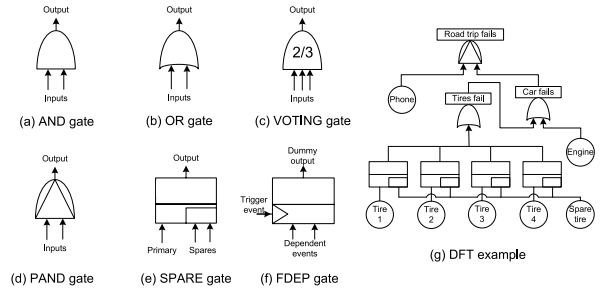 Output
Inputs
(a) AND gate
Output
Inputs
(b) OR gate
Output
2/3
Inputs
(c) VOTING gate
Output
Inputs
(d) PAND gate
Output
Primary
Spares
(e) SPARE gate
Dummy
output
Trigger
event
Dependent
events
(f) FDEP gate
Road trip fails
Phone
Car fails
Tires fail
Engine
Tire
1
Tire
2
Tire
3
Tire
4
Spare
tire
(g) DFT example